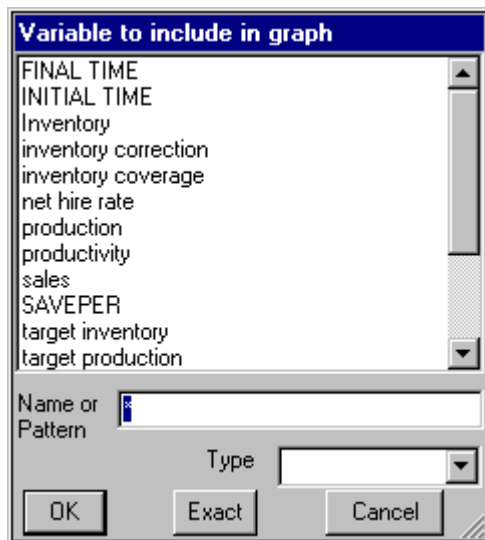 Variable to include in graph
FINAL TIME
INITIAL TIME
Inventory
inventory correction
inventory coverage
net hire rate
production
productivity
sales
SAVEPER
target inventory
target production
Name or
Pattern
*
Type
OK
Exact
Cancel